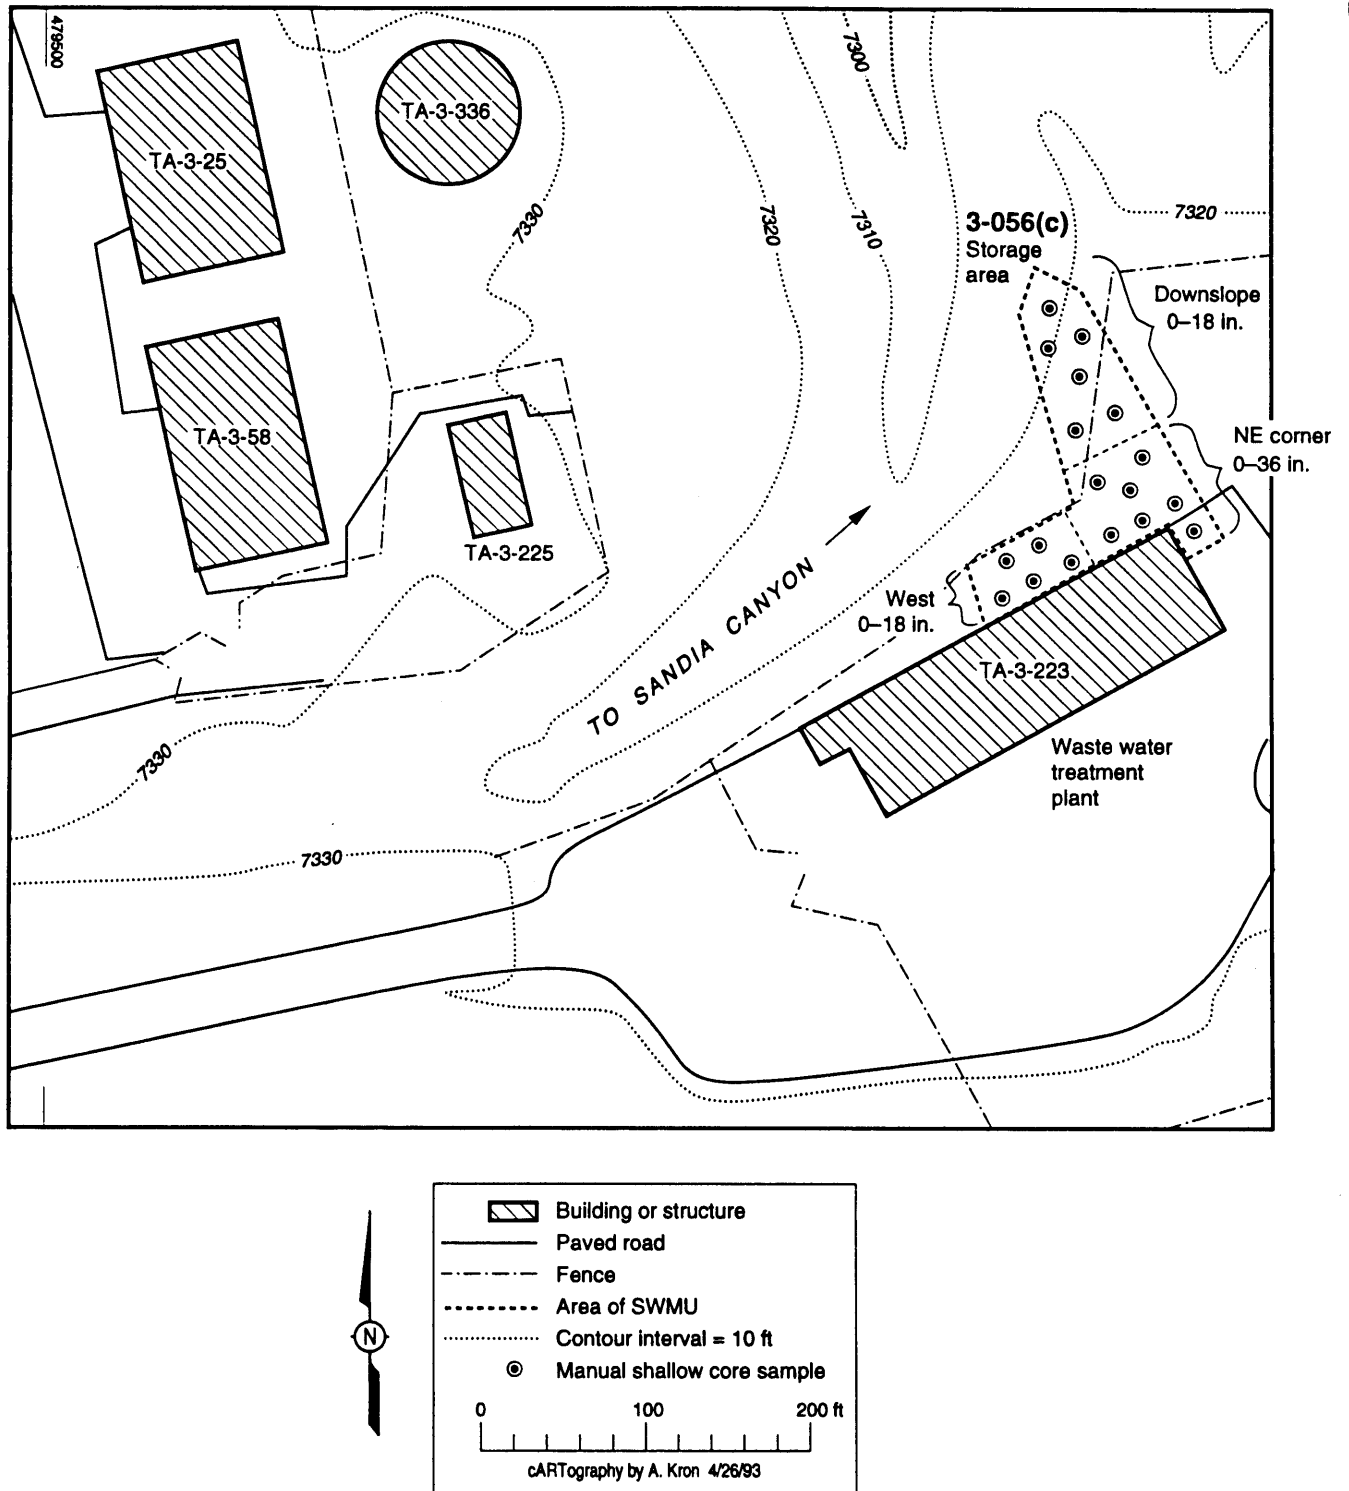 479500
TA-3-336
7300
TA-3-25
7330
7320
7310
3-056(c)
Storage
area
7320
Downslope
0–18 in.
TA-3-58
NE corner
0–36 in.
TA-3-225
West
0–18 in.
TO SANDIA CANYON
TA-3-223
7330
Waste water
treatment
plant
7330
N
Building or structure
Paved road
Fence
Area of SWMU
Contour interval = 10 ft
Manual shallow core sample
0 100 200 ft
cARTography by A. Kron 4/26/93